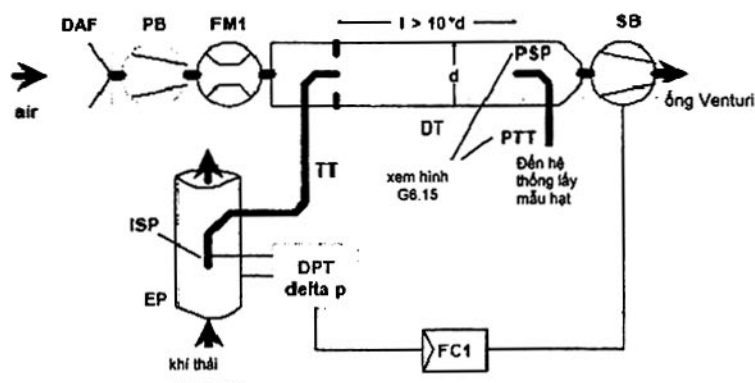 DAF
PB
FM1
l > 10*d
SB
air
d
PSP
ống Venturi
DT
PTT
TT
xem hình
G6.15
Đến hệ
thống lấy
mẫu hạt
ISP
DPT
delta p
EP
FC1
khí thải